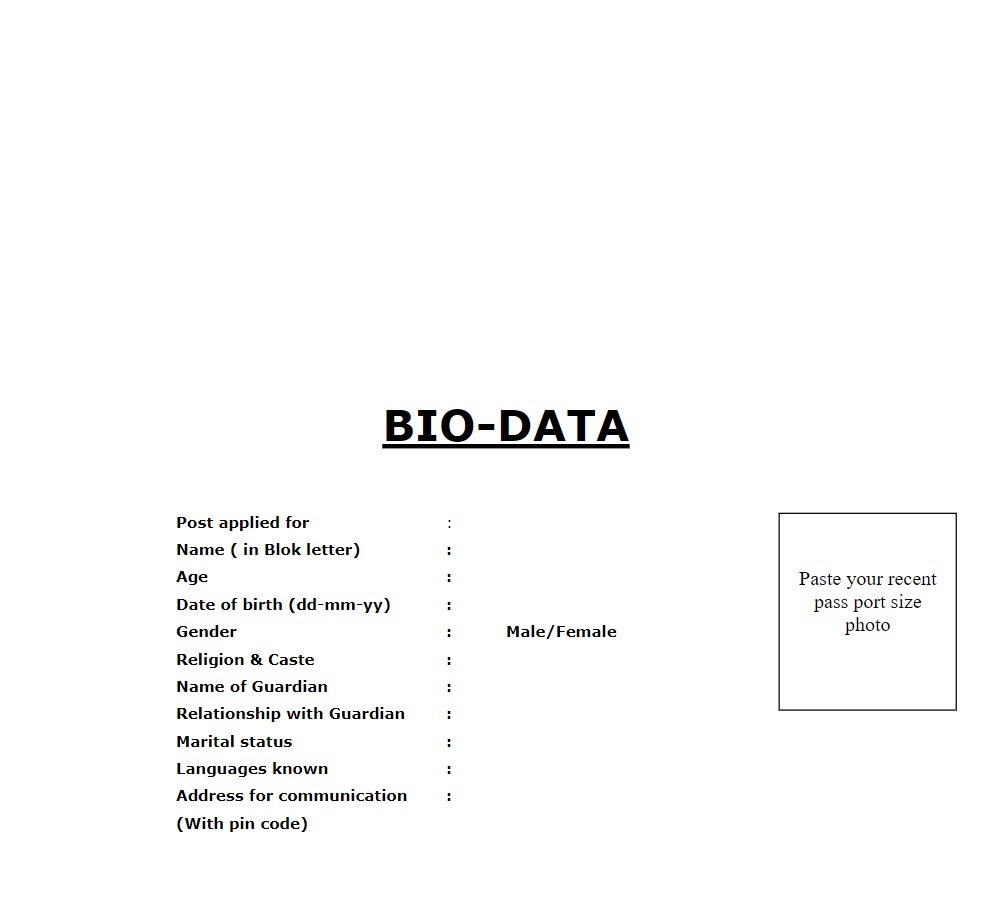 BIO-DATA
Post applied for :
Name ( in Blok letter) :
Age :
Date of birth (dd-mm-yy) :
Gender : Male/Female
Religion & Caste :
Name of Guardian :
Relationship with Guardian :
Marital status :
Languages known :
Address for communication :
(With pin code)
Paste your recent
pass port size
photo